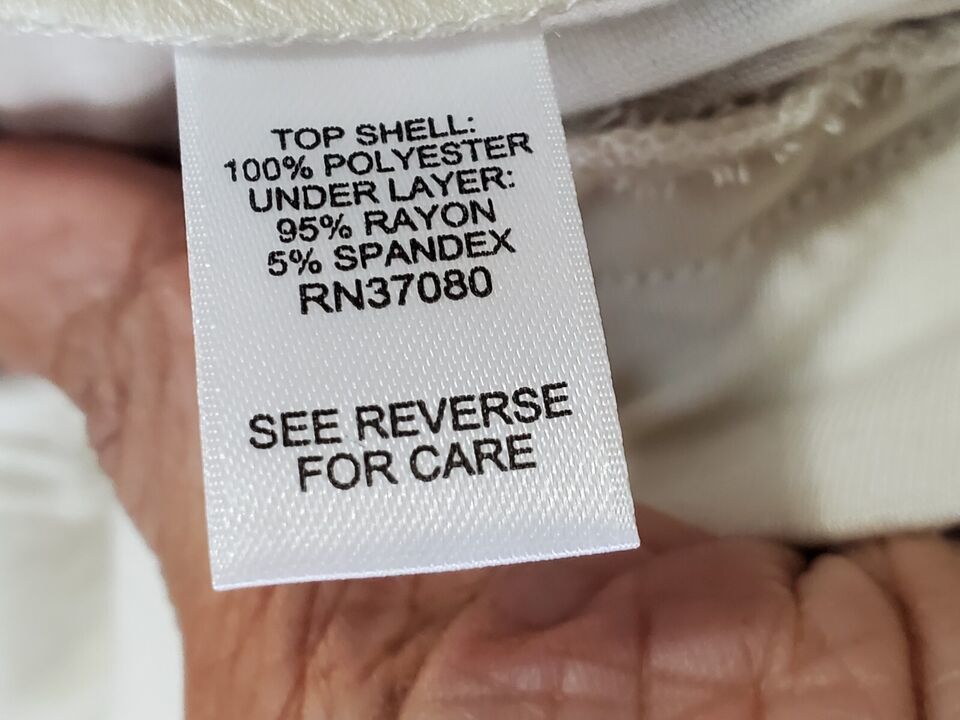 TOP SHELL:
100% POLYESTER
UNDER LAYER:
95% RAYON
5% SPANDEX
RN37080
SEE REVERSE
FOR CARE